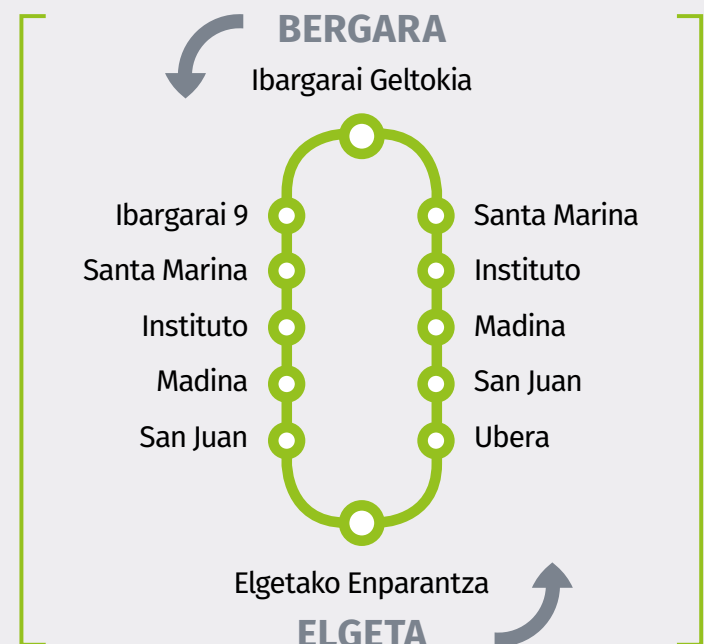 BERGARA
Ibargarai Geltokia
Ibargarai 9
Santa Marina
Instituto
Madina
San Juan
Santa Marina
Instituto
Madina
San Juan
Ubera
Elgetako Enparantza
ELGETA